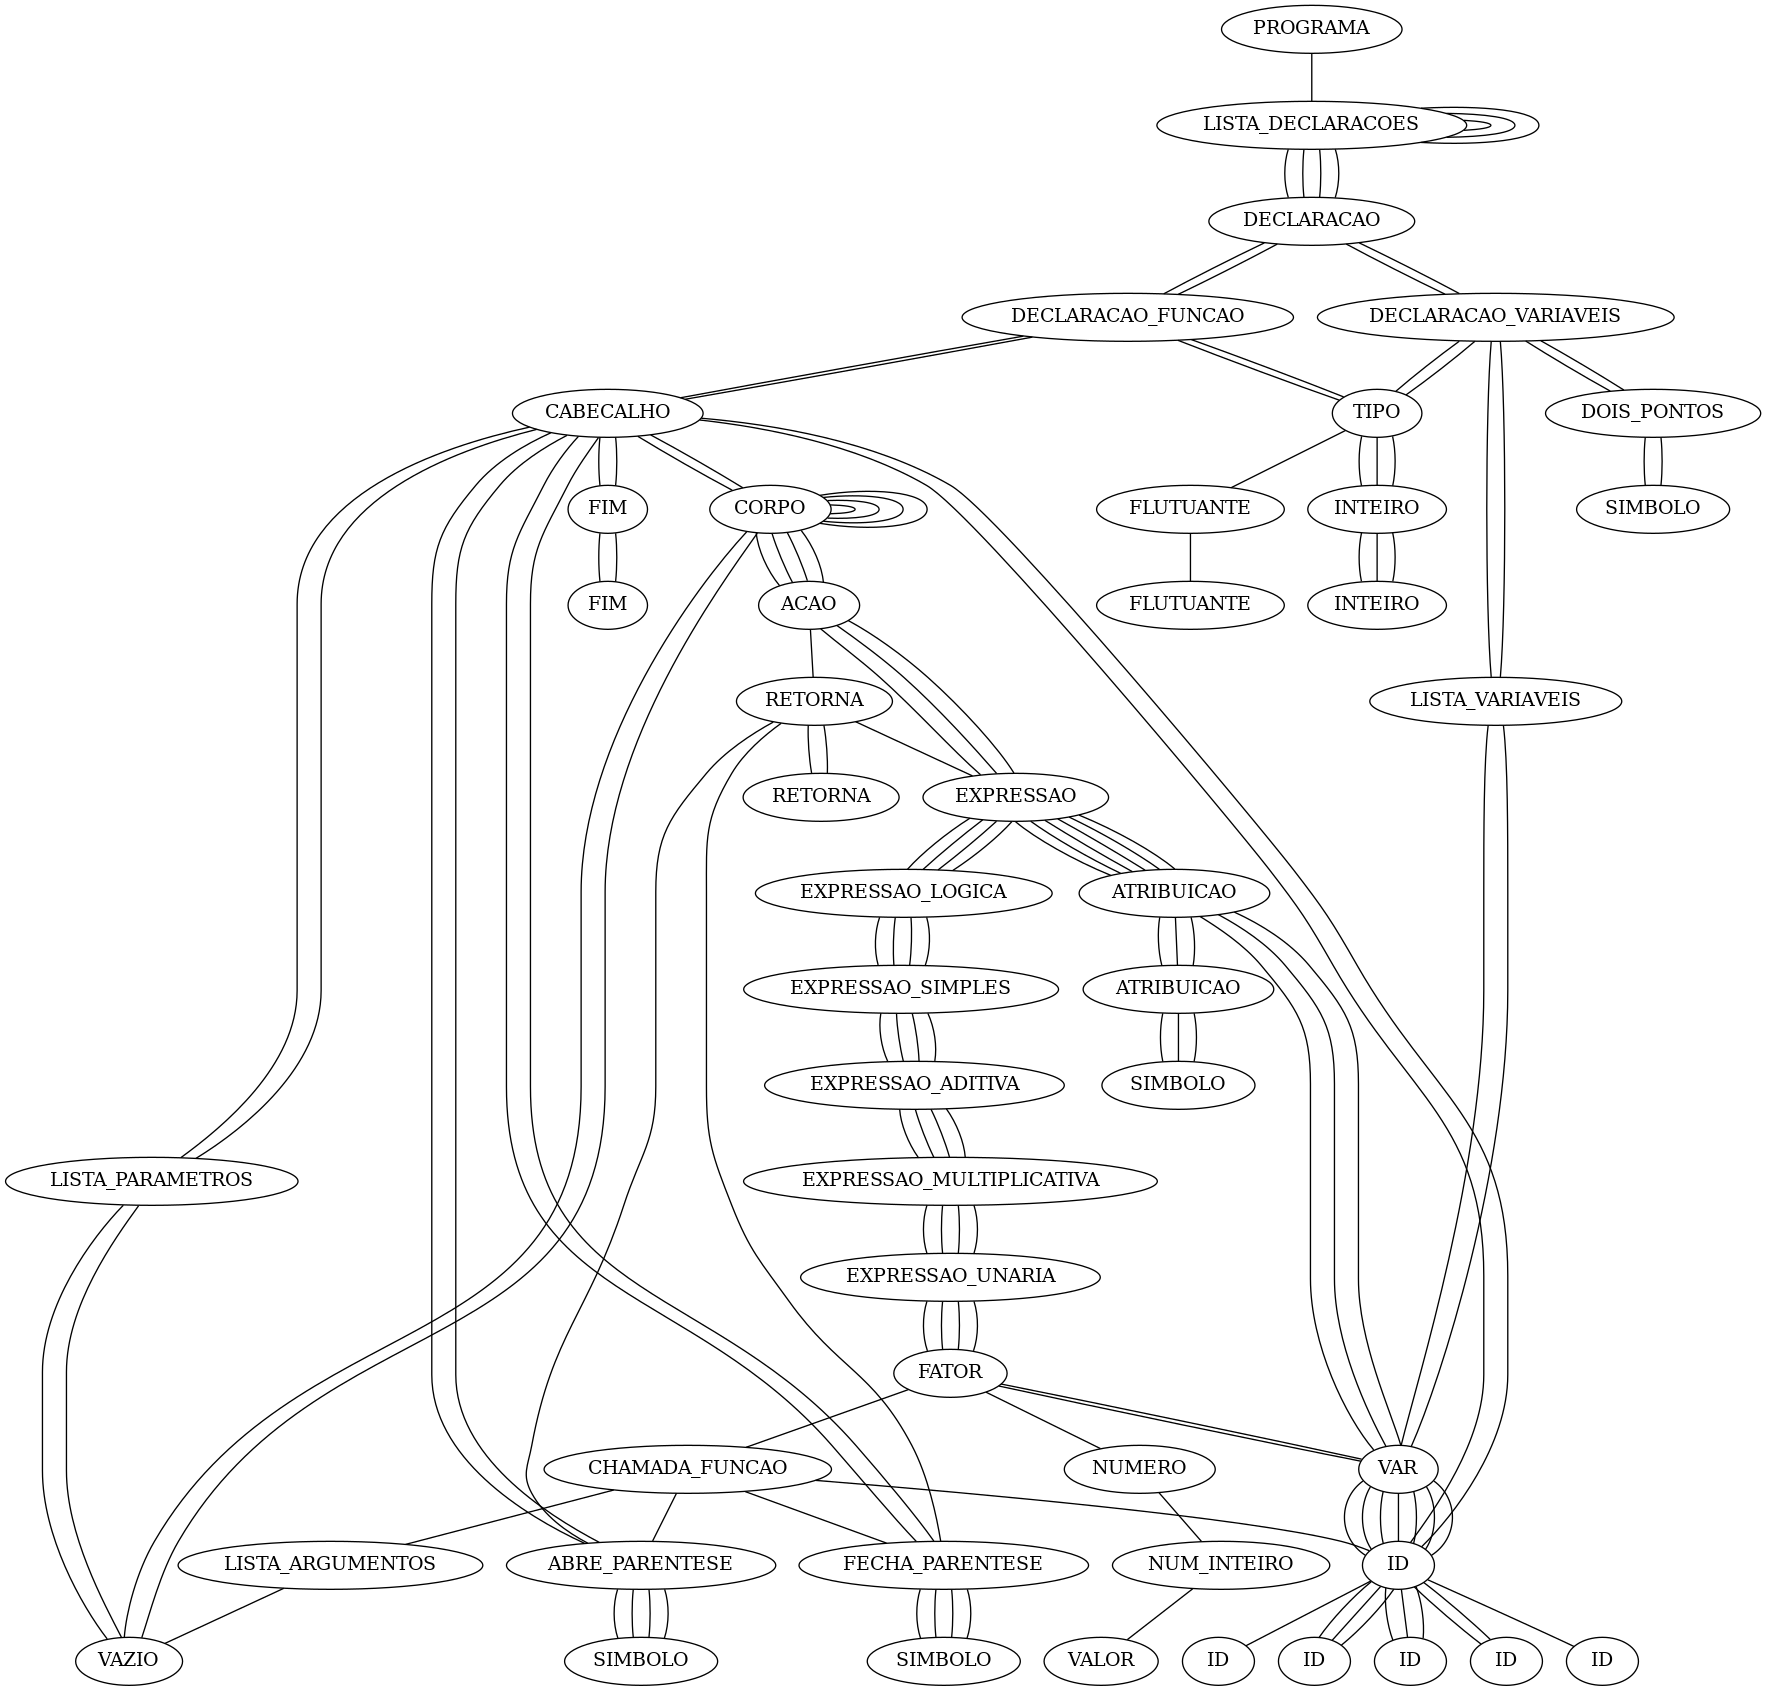 PROGRAMA
LISTA_DECLARACOES
DECLARACAO
DECLARACAO_FUNCAO
DECLARACAO_VARIAVEIS
CABECALHO
TIPO
DOIS_PONTOS
FIM
CORPO
FLUTUANTE
INTEIRO
SIMBOLO
FIM
ACAO
FLUTUANTE
INTEIRO
RETORNA
LISTA_VARIAVEIS
RETORNA
EXPRESSAO
EXPRESSAO_LOGICA
ATRIBUICAO
EXPRESSAO_SIMPLES
ATRIBUICAO
EXPRESSAO_ADITIVA
SIMBOLO
LISTA_PARAMETROS
EXPRESSAO_MULTIPLICATIVA
EXPRESSAO_UNARIA
FATOR
CHAMADA_FUNCAO
NUMERO
VAR
LISTA_ARGUMENTOS
ABRE_PARENTESE
FECHA_PARENTESE
NUM_INTEIRO
ID
VAZIO
SIMBOLO
SIMBOLO
VALOR
ID
ID
ID
ID
ID